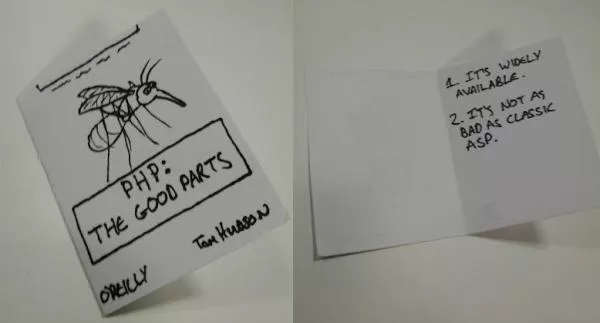 PHP:
THE GOOD PARTS
TOM HUDSON
O'REILLY
1. IT'S WIDELY
AVAILABLE.
2. IT'S NOT AS
BAD AS CLASSIC
ASP.